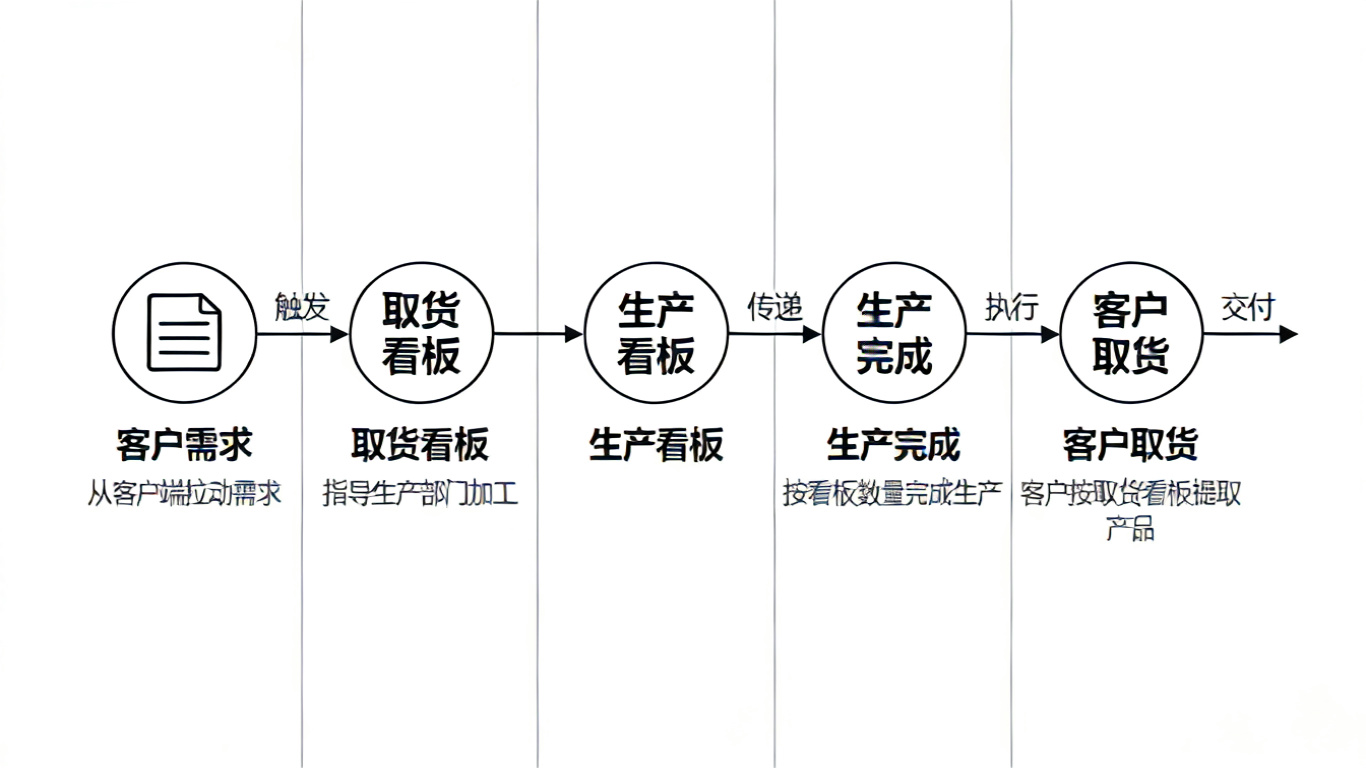 触发
取货
看板
生产
看板
传递
生产
完成
执行
客户
取货
交付
客户需求
取货看板
生产看板
生产完成
客户取货
从客户端拉动需求
指导生产部门加工
按看板数量完成生产
客户按取货看板提取
产品